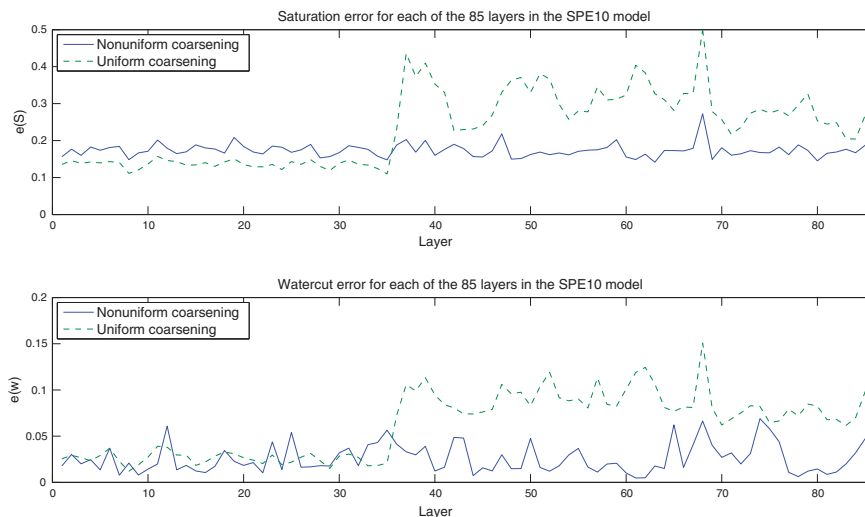 Saturation error for each of the 85 layers in the SPE10 model
Nonuniform coarsening
Uniform coarsening
e(S)
0.5
0.4
0.3
0.2
0.1
0
0 10 20 30 40 50 60 70 80
Layer
Watercut error for each of the 85 layers in the SPE10 model
Nonuniform coarsening
Uniform coarsening
e(w)
0.2
0.15
0.1
0.05
0
0 10 20 30 40 50 60 70 80
Layer